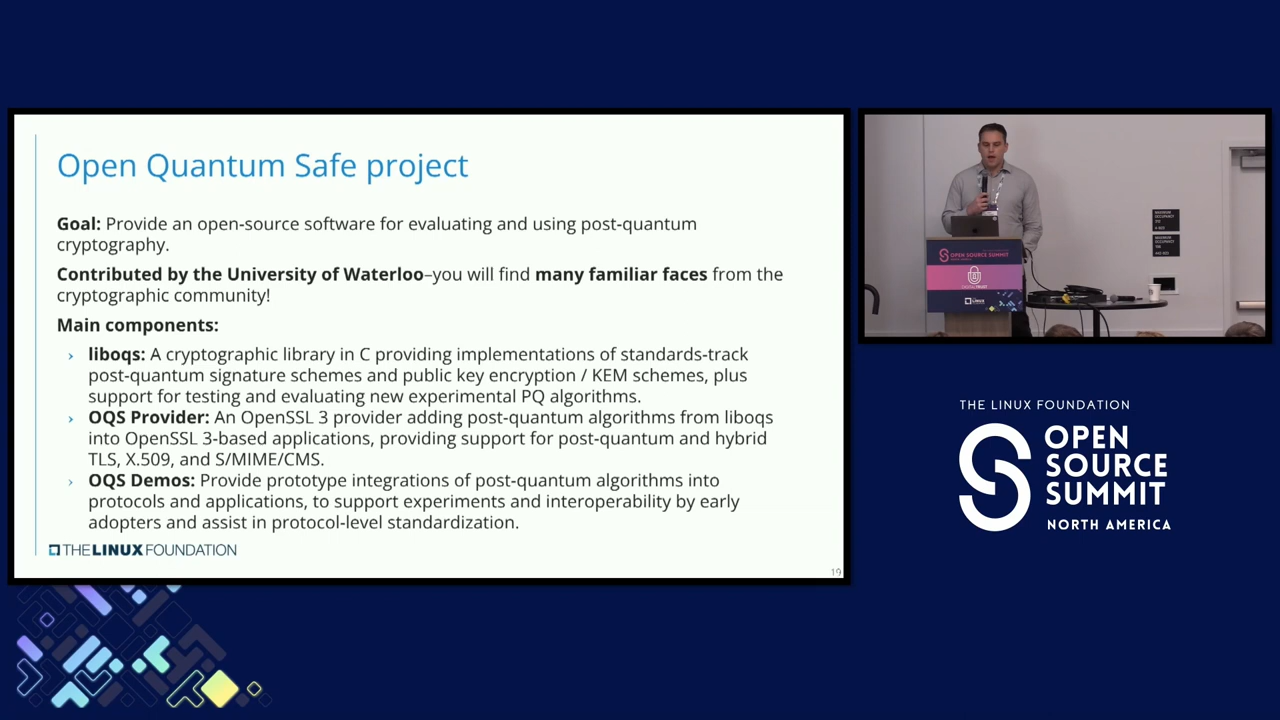 Open Quantum Safe project
Goal: Provide an open-source software for evaluating and using post-quantum
cryptography.
Contributed by the University of Waterloo–you will find many familiar faces from the
cryptographic community!
Main components:
› liboqs: A cryptographic library in C providing implementations of standards-track
post-quantum signature schemes and public key encryption / KEM schemes, plus
support for testing and evaluating new experimental PQ algorithms.
› OQS Provider: An OpenSSL 3 provider adding post-quantum algorithms from liboqs
into OpenSSL 3-based applications, providing support for post-quantum and hybrid
TLS, X.509, and S/MIME/CMS.
› OQS Demos: Provide prototype integrations of post-quantum algorithms into
protocols and applications, to support experiments and interoperability by early
adopters and assist in protocol-level standardization.
THE LINUX FOUNDATION
19
OPEN SOURCE SUMMIT
THE LINUX FOUNDATION
OPEN
SOURCE
SUMMIT
NORTH AMERICA